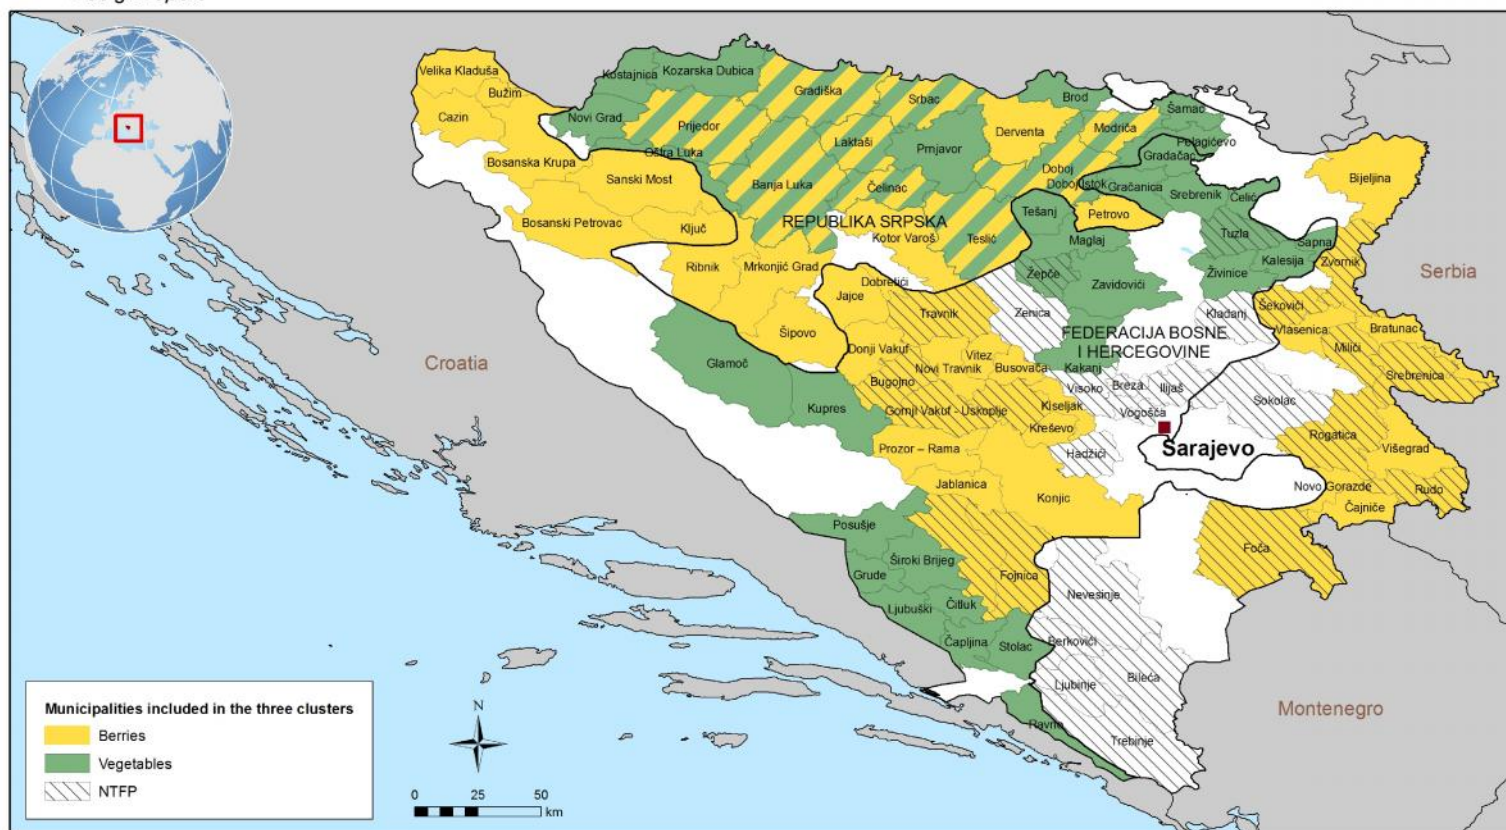 Velika Kladuša
Bužim
Cazin
Bosanska Krupa
Sanski Most
Bosanski Petrovac
Ključ
Kostajnica
Kozarska Dubica
Novi Grad
Prijedor
Oštra Luka
Gradiška
Srbac
Laktaši
Banja Luka
Čelinac
Prnjavor
Derventa
Brod
Modriča
Šamac
Pelagićevo
Gradačac
Doboj
Doboj Istok
Gračanica
Srebrenik
Čelić
Bijeljina
REPUBLIKA SRPSKA
Kotor Varoš
Teslić
Tešanj
Petrovo
Maglaj
Tuzla
Sapna
Kalesija
Živinice
Zvornik
Serbia
Ribnik
Mrkonjić Grad
Dobretići
Jajce
Šipovo
Žepče
Zavidovići
Zenica
Travnik
FEDERACIJA BOSNE
I HERCEGOVINE
Kladanj
Šekovići
Vlasenica
Bratunac
Milići
Srebrenica
Croatia
Glamoč
Kupres
Donji Vakuf
Novi Travnik
Vitez
Busovača
Bugojno
Gornji Vakuf - Uskoplje
Kiseljak
Kreševo
Kakanj
Visoko
Breza
Ilijaš
Vogošća
Hadžići
Sokolac
Sarajevo
Rogatica
Višegrad
Novo Gorazde
Rudo
Čajniče
Foča
Prozor – Rama
Jablanica
Konjic
Posušje
Široki Brijeg
Grude
Ljubuški
Čitluk
Fojnica
Čapljina
Stolac
Nevesinje
Berkovići
Ljubinje
Bileća
Trebinje
Ravno
Montenegro
Municipalities included in the three clusters
Berries
Vegetables
NTFP
N
0 25 50
km